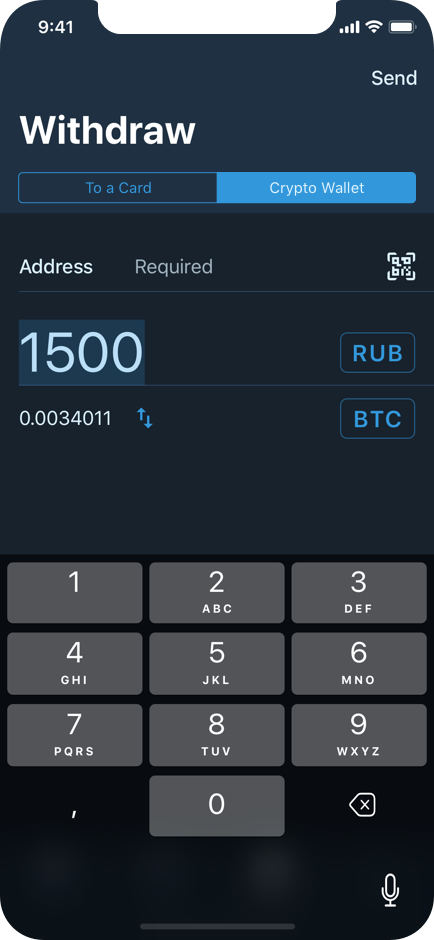 9:41
Send
Withdraw
To a Card Crypto Wallet
Address Required
1500 RUB
0.0034011 BTC
1 2 3
ABC DEF
4 5 6
GHI JKL MNO
7 8 9
PQRS TUV WXYZ
, 0